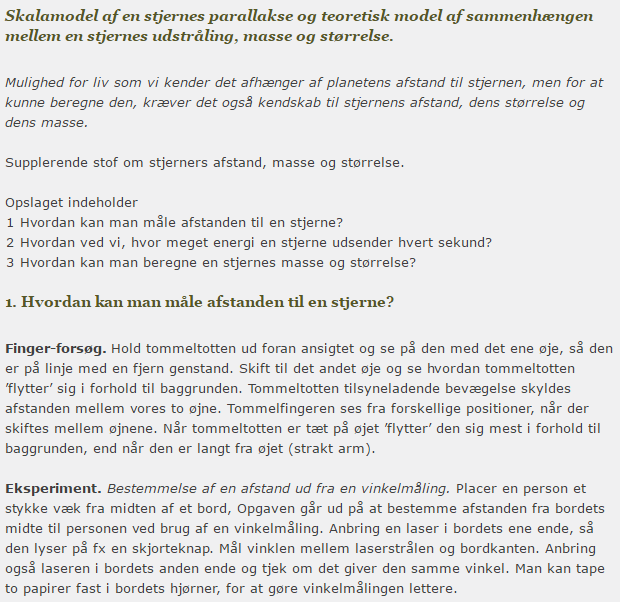 Skalamodel af en stjernes parallakse og teoretisk model af sammenhængen
mellem en stjernes udstråling, masse og størrelse.
Mulighed for liv som vi kender det afhænger af planetens afstand til stjernen, men for at
kunne beregne den, kræver det også kendskab til stjernens afstand, dens størrelse og
dens masse.
Supplerende stof om stjerners afstand, masse og størrelse.
Opslaget indeholder
1 Hvordan kan man måle afstanden til en stjerne?
2 Hvordan ved vi, hvor meget energi en stjerne udsender hvert sekund?
3 Hvordan kan man beregne en stjernes masse og størrelse?
1. Hvordan kan man måle afstanden til en stjerne?
Finger-forsøg. Hold tommeltotten ud foran ansigtet og se på den med det ene øje, så den
er på linje med en fjern genstand. Skift til det andet øje og se hvordan tommeltotten
’flytter’ sig i forhold til baggrunden. Tommeltotten tilsyneladende bevægelse skyldes
afstanden mellem vores to øjne. Tommelfingeren ses fra forskellige positioner, når der
skiftes mellem øjnene. Når tommeltotten er tæt på øjet ’flytter’ den sig mest i forhold til
baggrunden, end når den er langt fra øjet (strakt arm).
Eksperiment. Bestemmelse af en afstand ud fra en vinkelmåling. Placer en person et
stykke væk fra midten af et bord, Opgaven går ud på at bestemme afstanden fra bordets
midte til personen ved brug af en vinkelmåling. Anbring en laser i bordets ene ende, så
den lyser på fx en skjorteknap. Mål vinklen mellem laserstrålen og bordkanten. Anbring
også laseren i bordets anden ende og tjek om det giver den samme vinkel. Man kan tape
to papirer fast i bordets hjørner, for at gøre vinkelmålingen lettere.